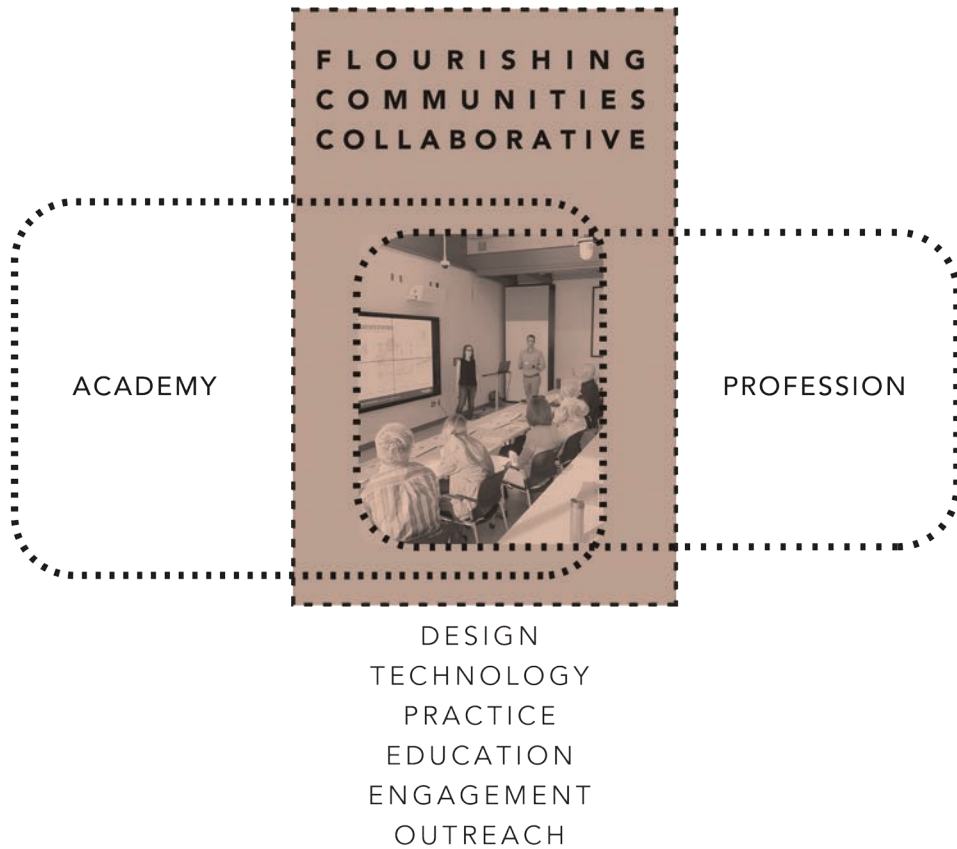 FLOURISHING
COMMUNITIES
COLLABORATIVE
ACADEMY
PROFESSION
DESIGN
TECHNOLOGY
PRACTICE
EDUCATION
ENGAGEMENT
OUTREACH